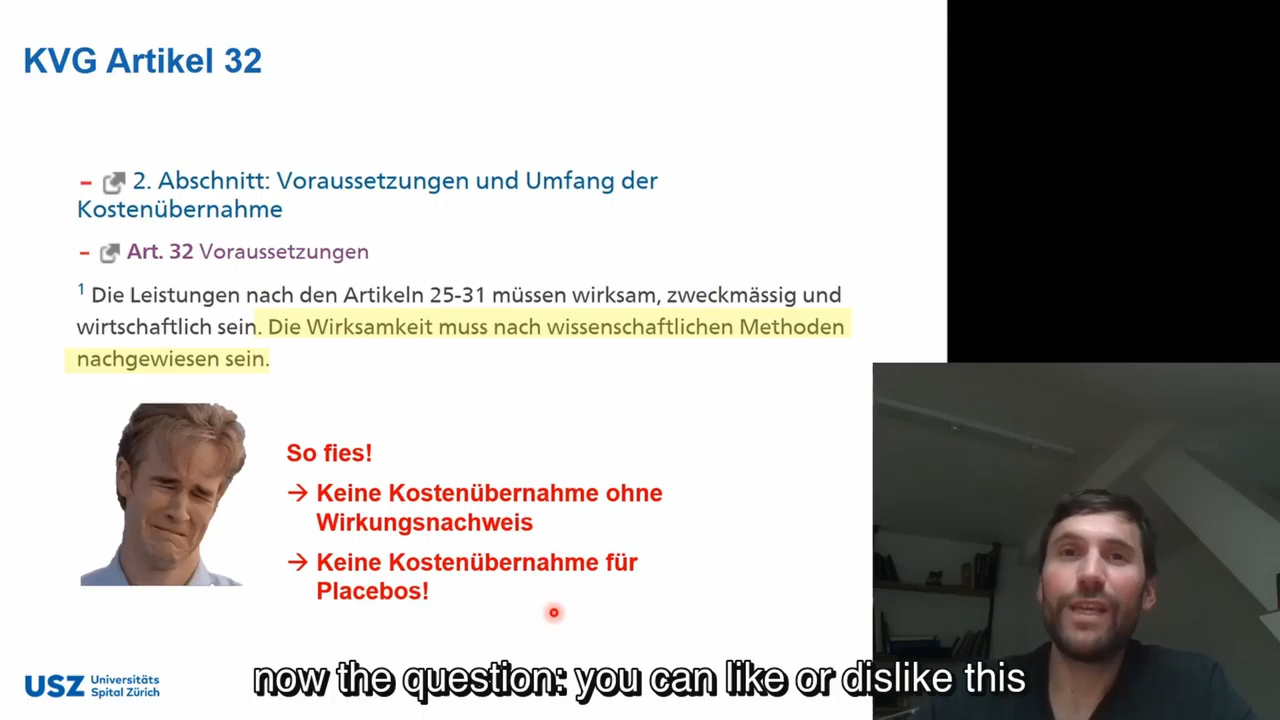 KVG Artikel 32
– 2. Abschnitt: Voraussetzungen und Umfang der
Kostenübernahme
– Art. 32 Voraussetzungen
1 Die Leistungen nach den Artikeln 25-31 müssen wirksam, zweckmässig und
wirtschaftlich sein. Die Wirksamkeit muss nach wissenschaftlichen Methoden
nachgewiesen sein.
So fies!
→ Keine Kostenübernahme ohne
Wirkungsnachweis
→ Keine Kostenübernahme für
Placebos!
USZ Universitäts
Spital Zürich
now the question: you can like or dislike this